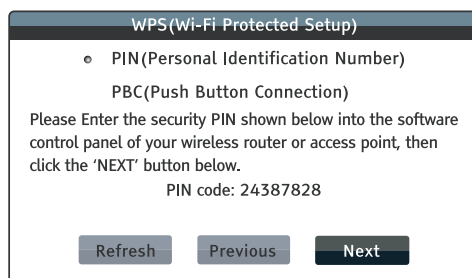 WPS(Wi-Fi Protected Setup)
PIN(Personal Identification Number)
PBC(Push Button Connection)
Please Enter the security PIN shown below into the software
control panel of your wireless router or access point, then
click the ‘NEXT’ button below.
PIN code: 24387828
Refresh Previous Next